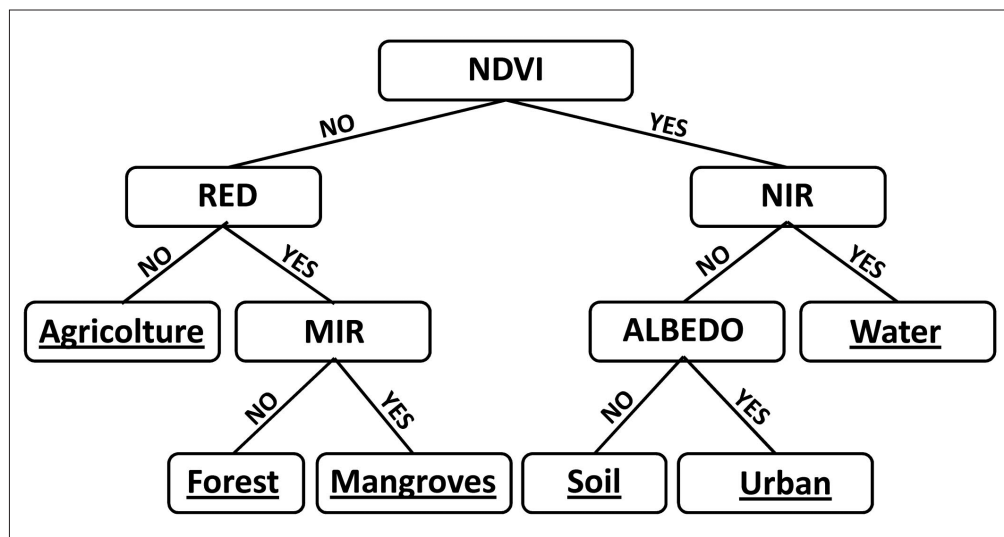 NDVI
NO
YES
RED
NIR
NO
YES
NO
YES
Agricolture
MIR
ALBEDO
Water
NO
YES
NO
YES
Forest
Mangroves
Soil
Urban